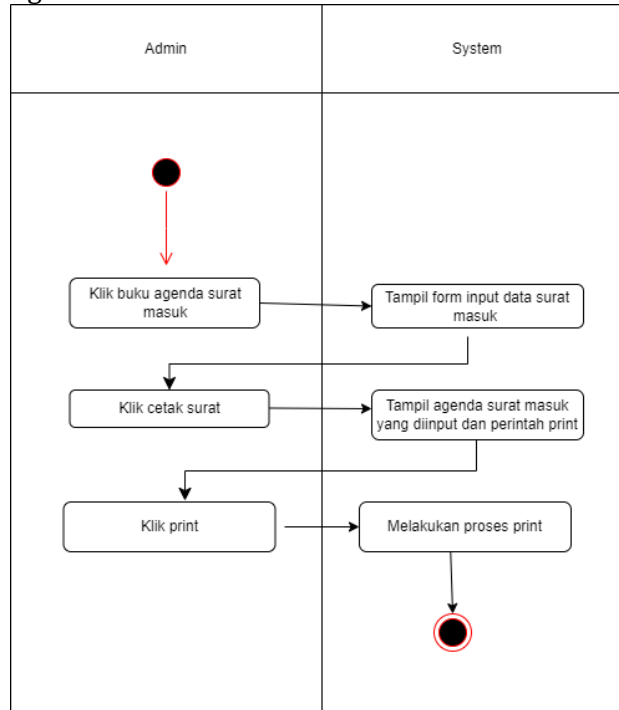 Admin
System
Klik buku agenda surat
masuk
Tampil form input data surat
masuk
Klik cetak surat
Tampil agenda surat masuk
yang diinput dan perintah print
Klik print
Melakukan proses print